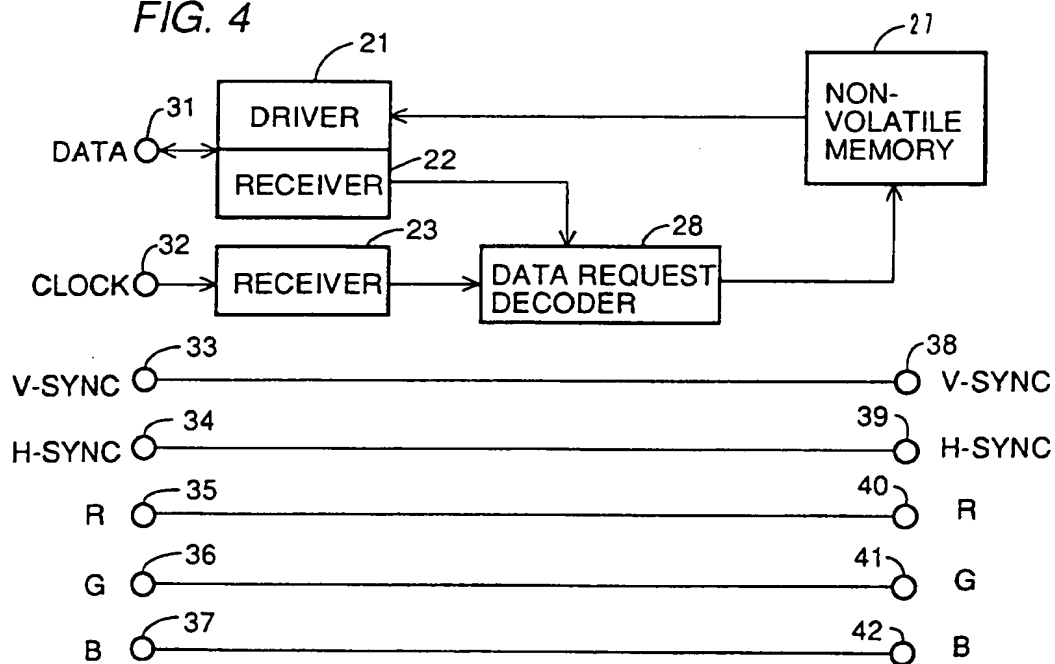 FIG. 4
21
27
31
DRIVER
NON-
VOLATILE
MEMORY
DATA
22
RECEIVER
23
28
32
CLOCK
RECEIVER
DATA REQUEST
DECODER
33
38
V-SYNC
V-SYNC
34
39
H-SYNC
H-SYNC
35
40
R
R
36
41
G
G
37
42
B
B